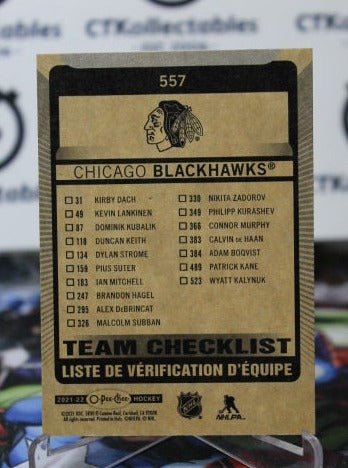 CTKollectables
557
CHICAGO BLACKHAWKS®
31 KIRBY DACH
49 KEVIN LANKINEN
87 DOMINIK KUBALIK
118 DUNCAN KEITH
134 DYLAN STROME
159 PIUS SUTER
183 IAN MITCHELL
247 BRANDON HAGEL
295 ALEX DeBRINCAT
326 MALCOLM SUBBAN
330 NIKITA ZADOROV
349 PHILIPP KURASHEV
366 CONNOR MURPHY
383 CALVIN de HAAN
384 ADAM BOQVIST
489 PATRICK KANE
523 WYATT KALYNUK
TEAM CHECKLIST
LISTE DE VÉRIFICATION D'ÉQUIPE
2021-22 O-Pee-Chee HOCKEY
NHL
NHLPA